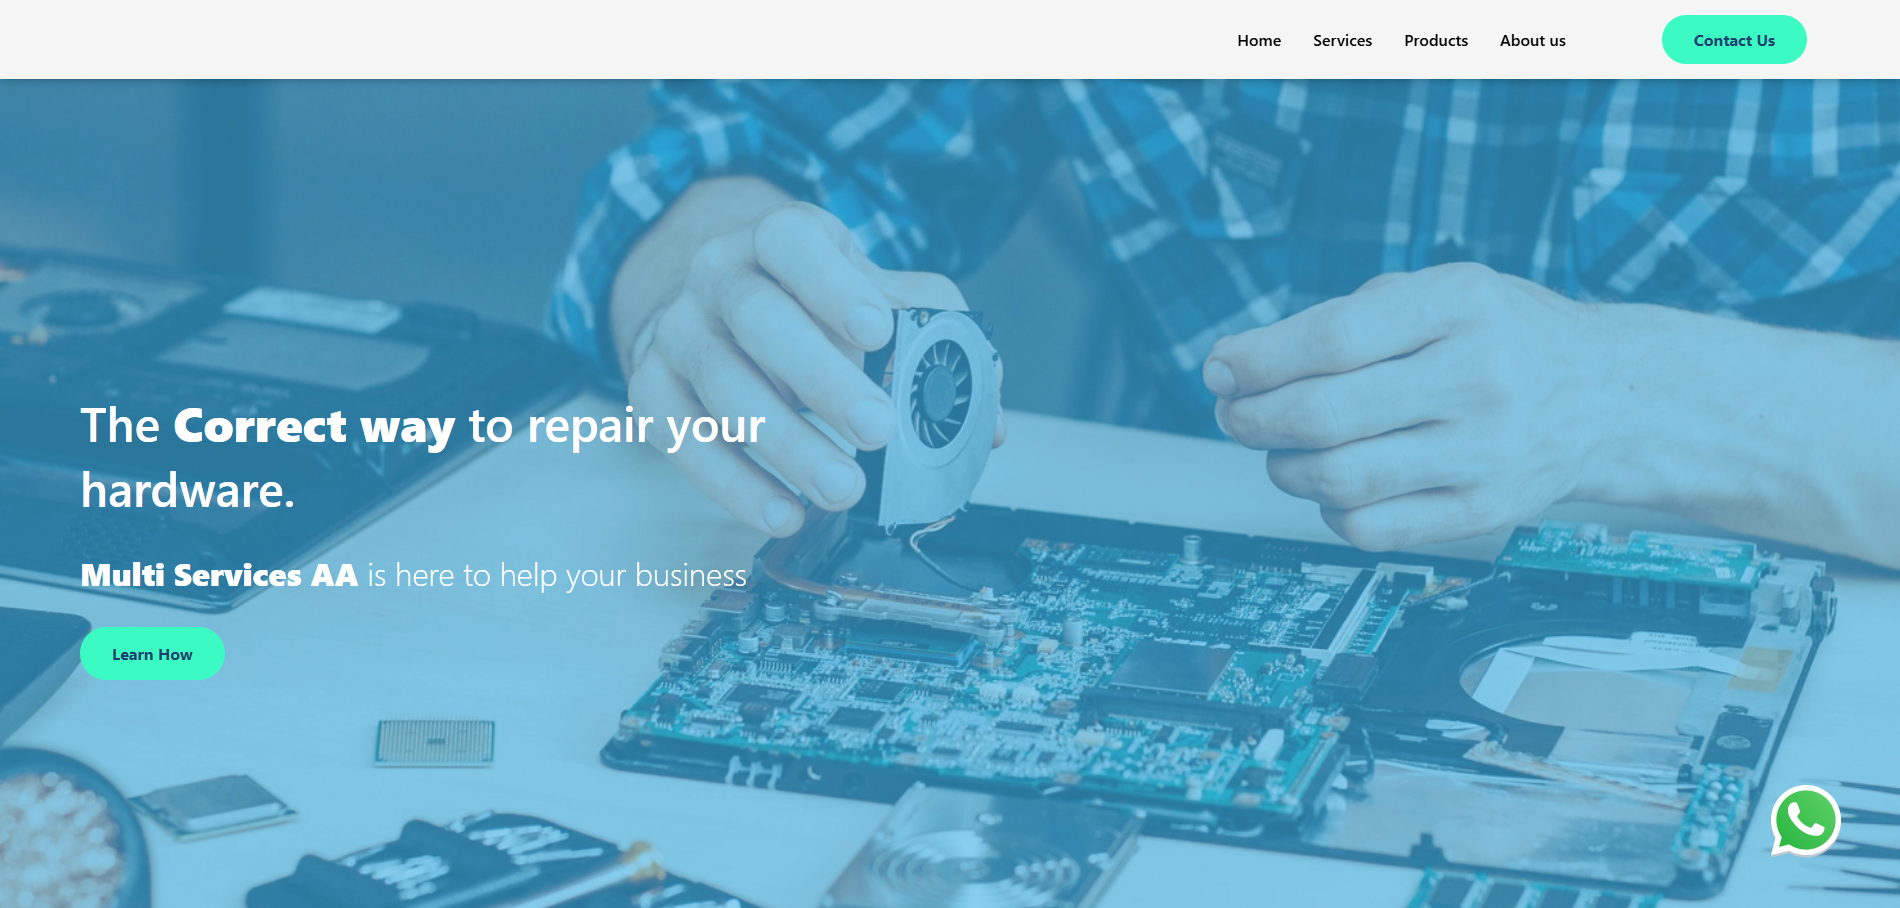 Home Services Products About us Contact Us
The Correct way to repair your
hardware.
Multi Services AA is here to help your business
Learn How